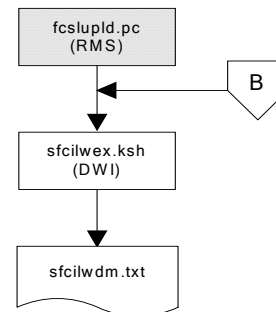 fcslupld.pc
(RMS)
B
sfcilwex.ksh
(DWI)
sfcilwdm.txt